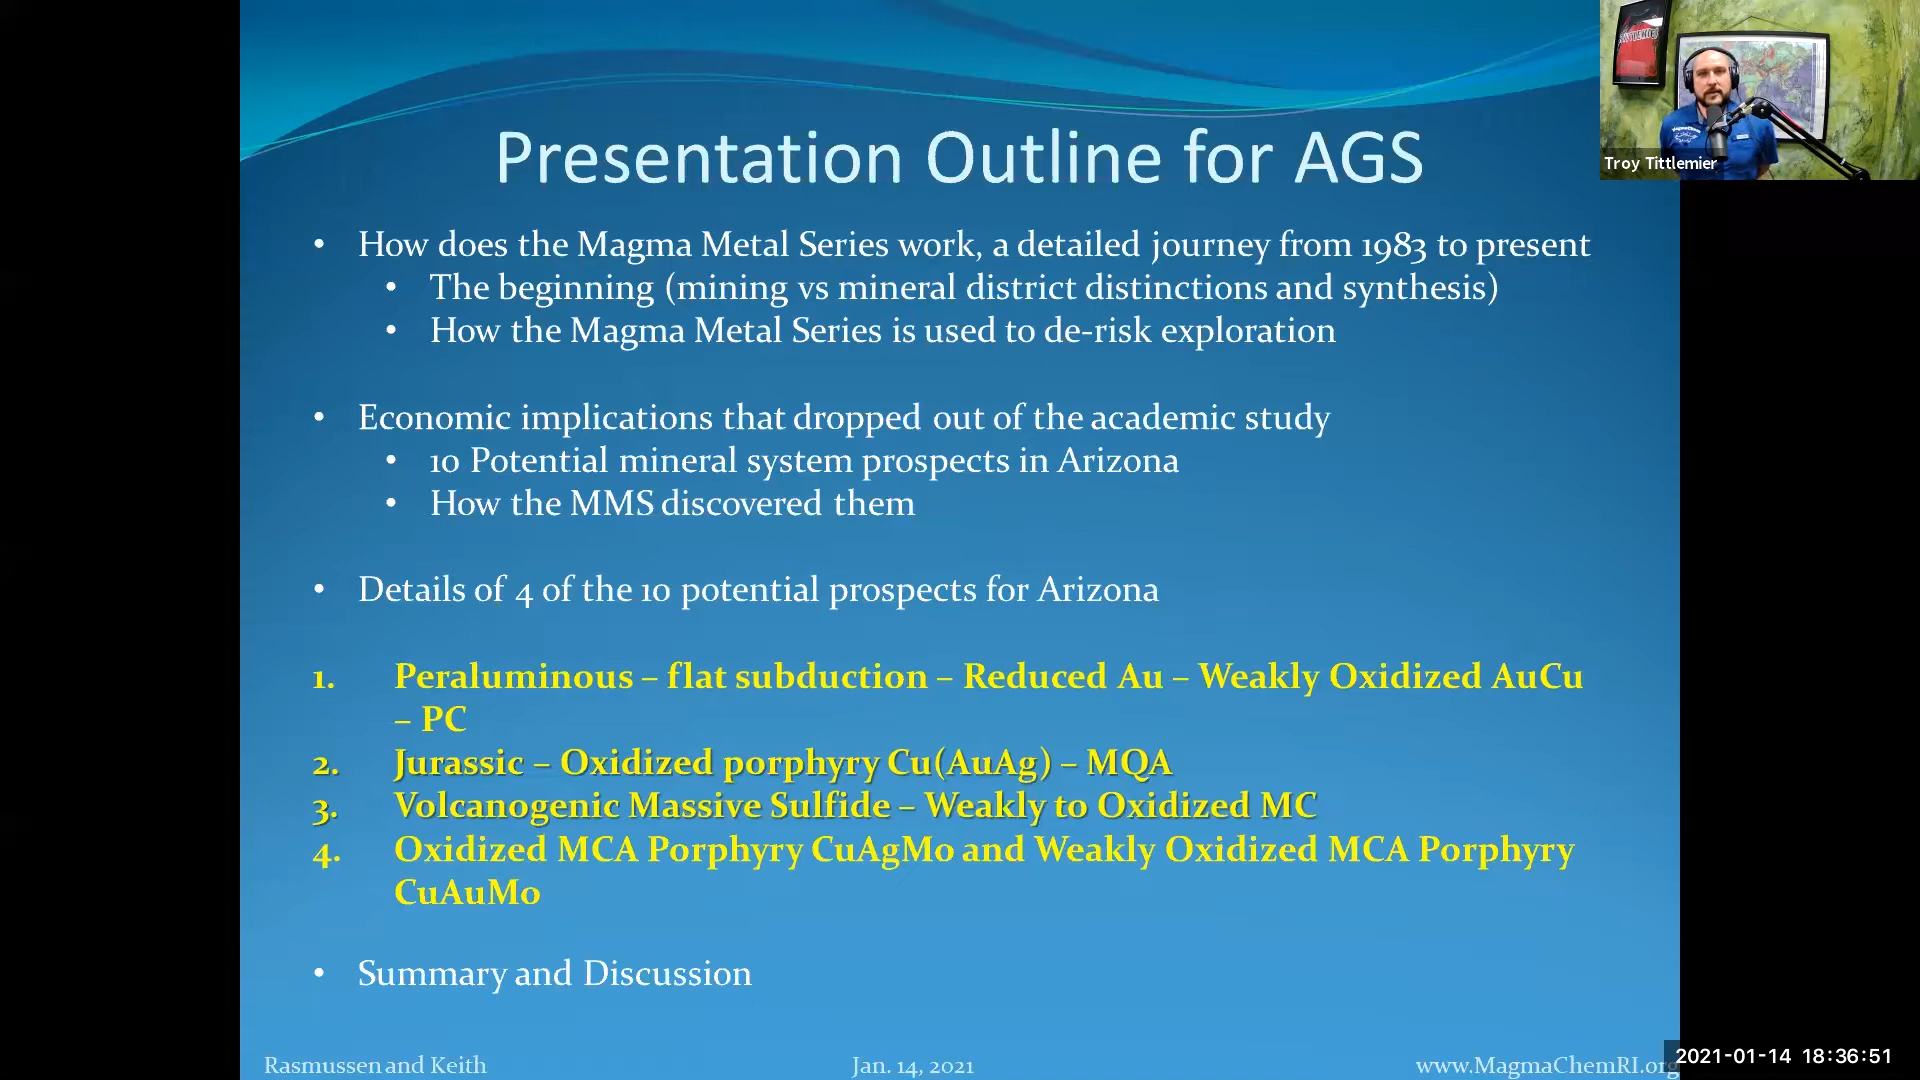 Presentation Outline for AGS
• How does the Magma Metal Series work, a detailed journey from 1983 to present
• The beginning (mining vs mineral district distinctions and synthesis)
• How the Magma Metal Series is used to de-risk exploration
• Economic implications that dropped out of the academic study
• 10 Potential mineral system prospects in Arizona
• How the MMS discovered them
• Details of 4 of the 10 potential prospects for Arizona
1. Peraluminous – flat subduction – Reduced Au – Weakly Oxidized AuCu
– PC
2. Jurassic – Oxidized porphyry Cu(AuAg) – MQA
3. Volcanogenic Massive Sulfide – Weakly to Oxidized MC
4. Oxidized MCA Porphyry CuAgMo and Weakly Oxidized MCA Porphyry
CuAuMo
• Summary and Discussion
Rasmussen and Keith
Jan. 14, 2021
www.MagmaChemRI.org
Troy Tittlemier
MagmaChem
2021-01-14 18:36:51